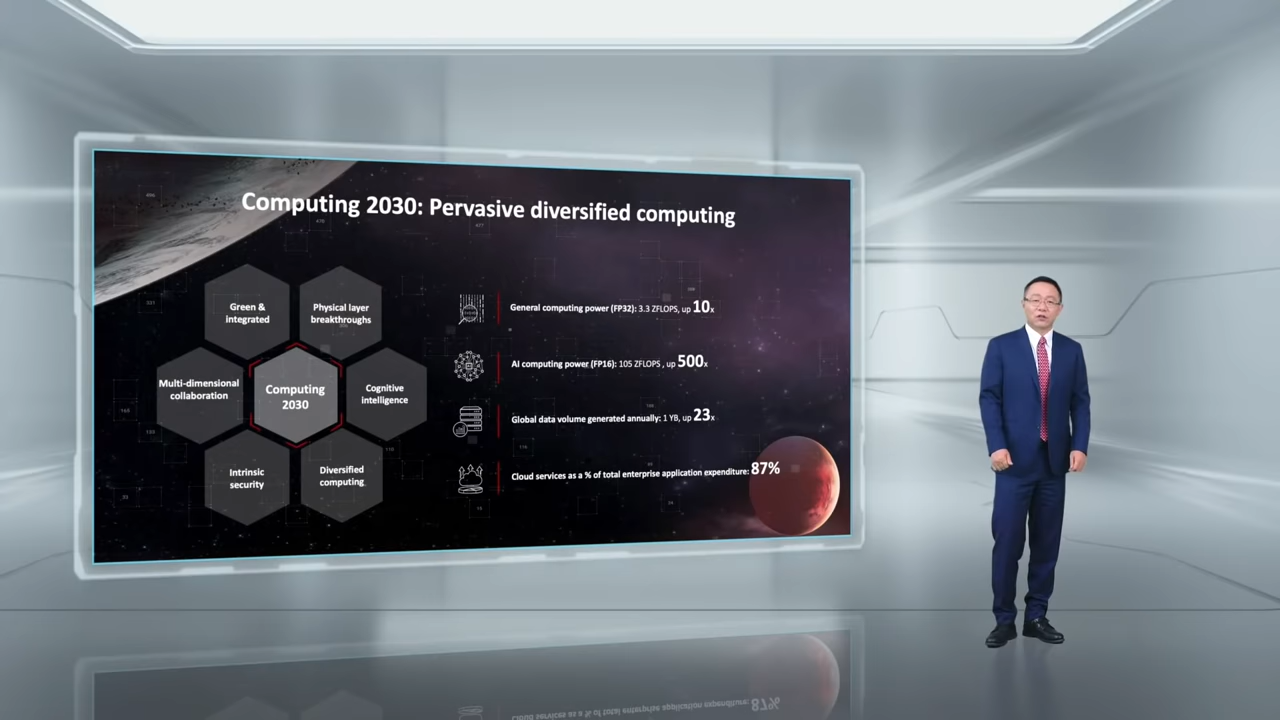 Computing 2030: Pervasive diversified computing
Green &
integrated
Physical layer
breakthroughs
Multi-dimensional
collaboration
Computing
2030
Cognitive
intelligence
Intrinsic
security
Diversified
computing
General computing power (FP32): 3.3 ZFLOPS, up 10x
AI computing power (FP16): 105 ZFLOPS , up 500x
Global data volume generated annually: 1 YB, up 23x
Cloud services as a % of total enterprise application expenditure: 87%